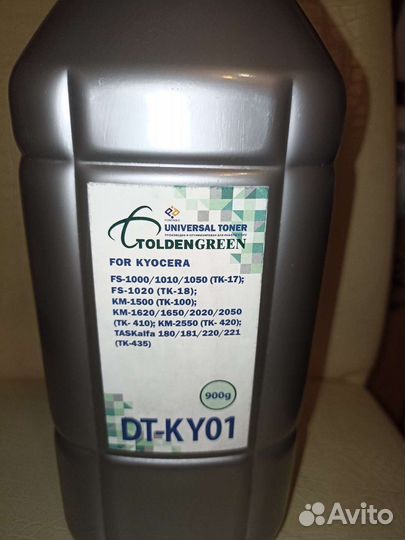 UNIVERSAL TONER
TOLDENGREEN
FOR KYOCERA
FS-1000/1010/1050 (TK-17);
FS-1020 (TK-18);
KM-1500 (TK-100);
KM-1620/1650/2020/2050
(TK- 410); KM-2550 (TK- 420);
TASKalfa 180/181/220/221
(TK-435)
900g
DT-KY01
Avito